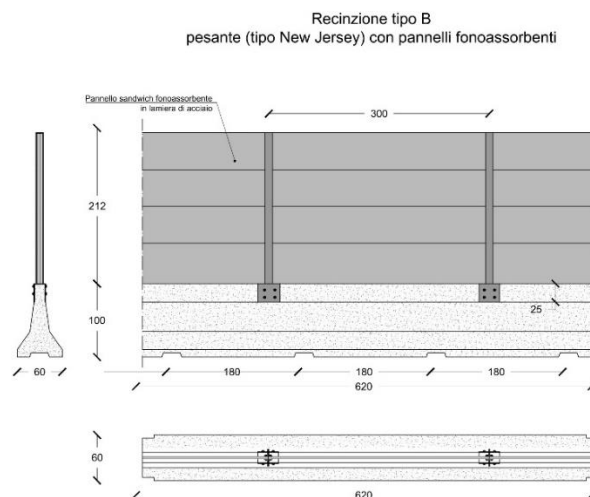 Recinzione tipo B
pesante (tipo New Jersey) con pannelli fonoassorbenti
Pannello sandwich fonoassorbente
in lamiera di acciaio
300
212
100
25
60
180
180
180
620
60
620